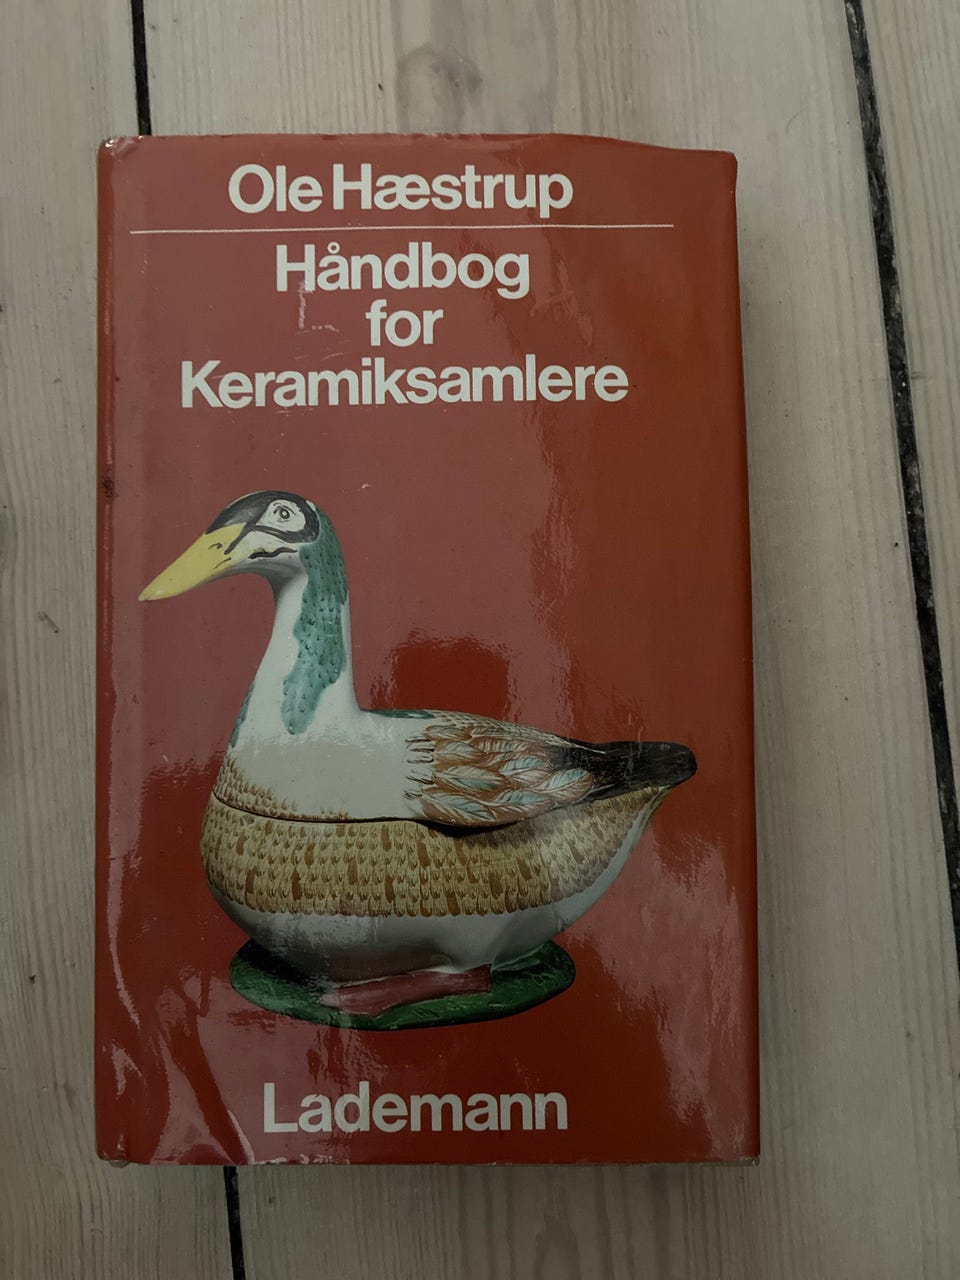 Ole Hæstrup
Håndbog
for
Keramiksamlere
Lademann